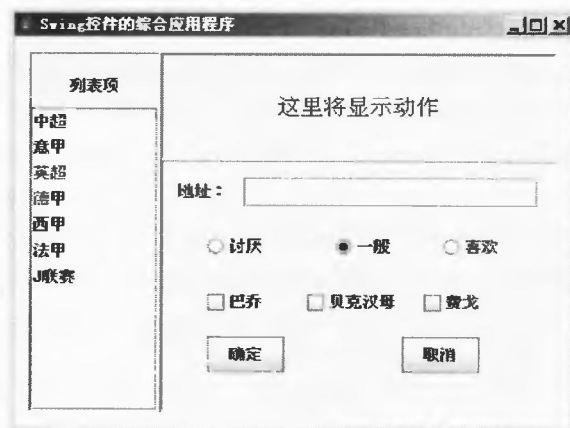 Swing控件的综合应用程序
列表项
中超
意甲
英超
德甲
西甲
法甲
J联赛
这里将显示动作
地址：
讨厌 一般 喜欢
巴乔 贝克汉母 费戈
确定 取消